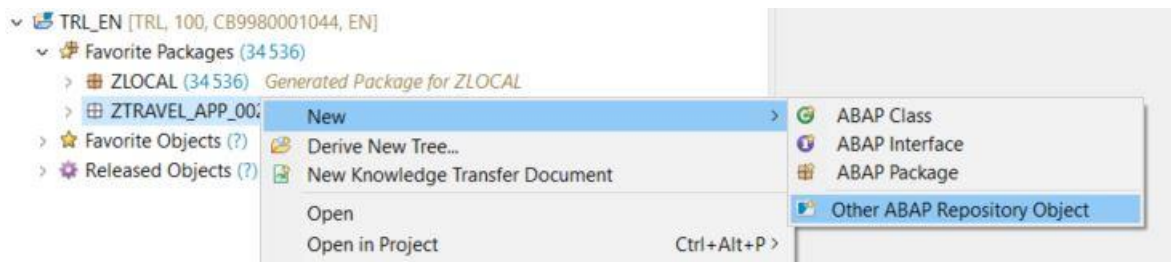 TRL_EN [TRL, 100, CB9980001044, EN]
Favorite Packages (34 536)
ZLOCAL (34 536) Generated Package for ZLOCAL
ZTRAVEL_APP_002
Favorite Objects (?)
Released Objects (?)
New
Derive New Tree...
New Knowledge Transfer Document
Open
Open in Project Ctrl+Alt+P >
ABAP Class
ABAP Interface
ABAP Package
Other ABAP Repository Object